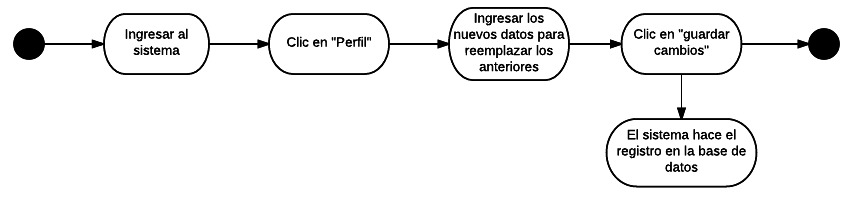 Ingresar al
sistema
Clic en "Perfil"
Ingresar los
nuevos datos para
reemplazar los
anteriores
Clic en "guardar
cambios"
El sistema hace el
registro en la base de
datos